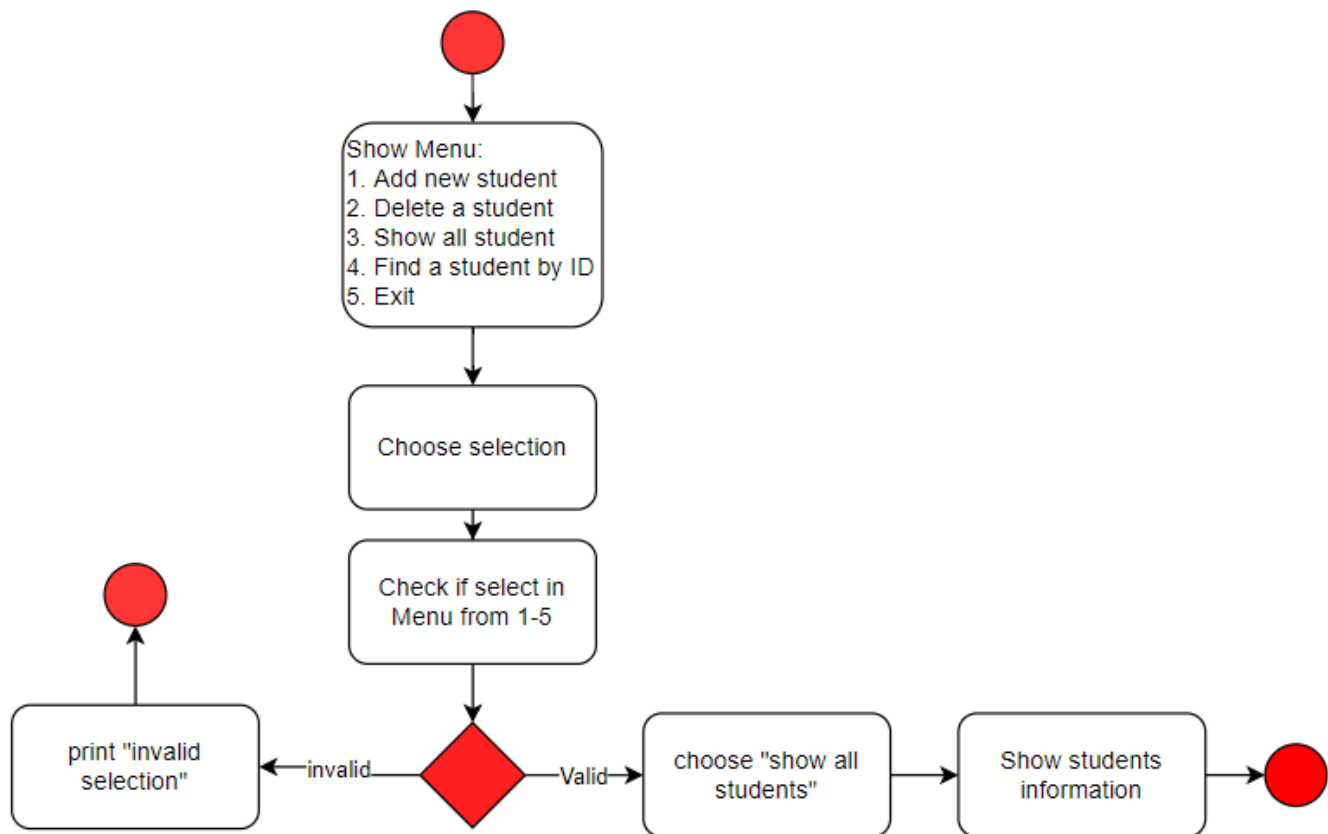 Show Menu:
1. Add new student
2. Delete a student
3. Show all student
4. Find a student by ID
5. Exit
Choose selection
Check if select in
Menu from 1-5
print "invalid
selection"
invalid
Valid
choose "show all
students"
Show students
information